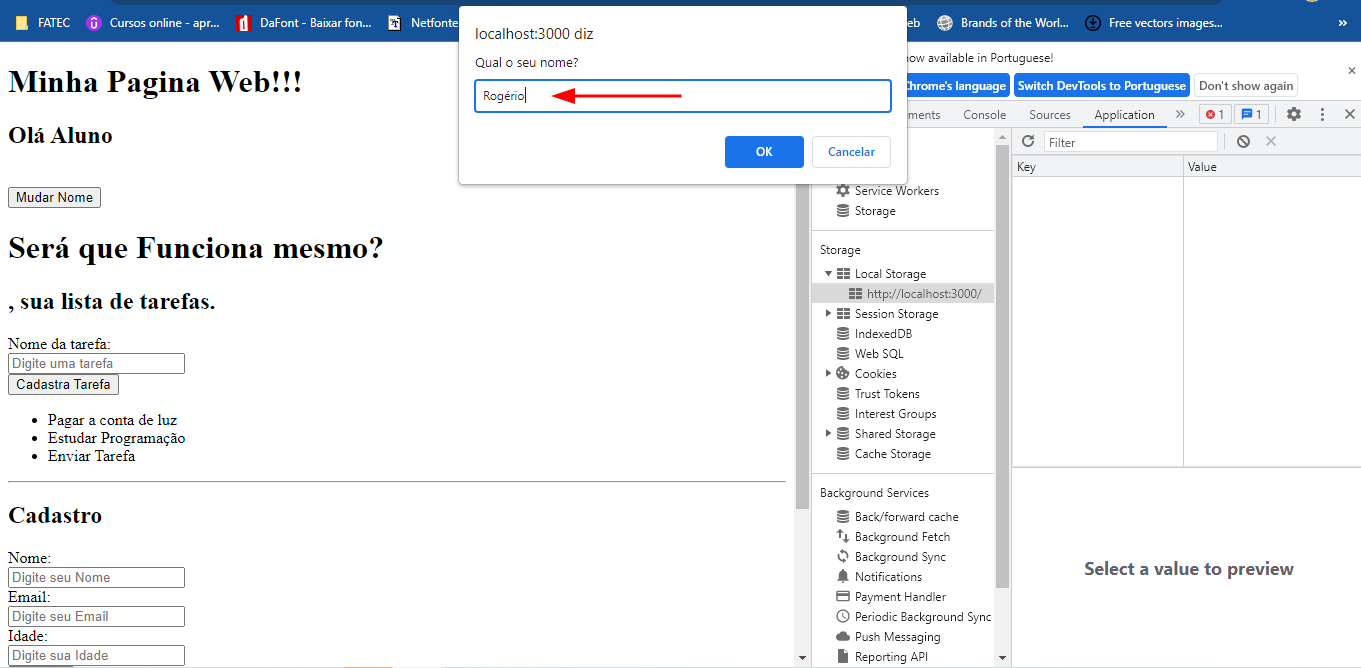 FATEC
Cursos online - apr...
DaFont - Baixar fon...
Netfonte
eb
Brands of the Worl...
Free vectors images...
»
localhost:3000 diz
Qual o seu nome?
Rogério
OK
Cancelar
Minha Pagina Web!!!
Olá Aluno
Mudar Nome
Será que Funciona mesmo?
, sua lista de tarefas.
Nome da tarefa:
Digite uma tarefa
Cadastra Tarefa
• Pagar a conta de luz
• Estudar Programação
• Enviar Tarefa
Cadastro
Nome:
Digite seu Nome
Email:
Digite seu Email
Idade:
Digite sua Idade
now available in Portuguese!
Chrome's language
Switch DevTools to Portuguese
Don't show again
ements
Console
Sources
Application
»
1
1
Service Workers
Storage
Storage
Local Storage
http://localhost:3000/
Session Storage
IndexedDB
Web SQL
Cookies
Trust Tokens
Interest Groups
Shared Storage
Cache Storage
Background Services
Back/forward cache
Background Fetch
Background Sync
Notifications
Payment Handler
Periodic Background Sync
Push Messaging
Reporting API
Filter
Key
Value
Select a value to preview